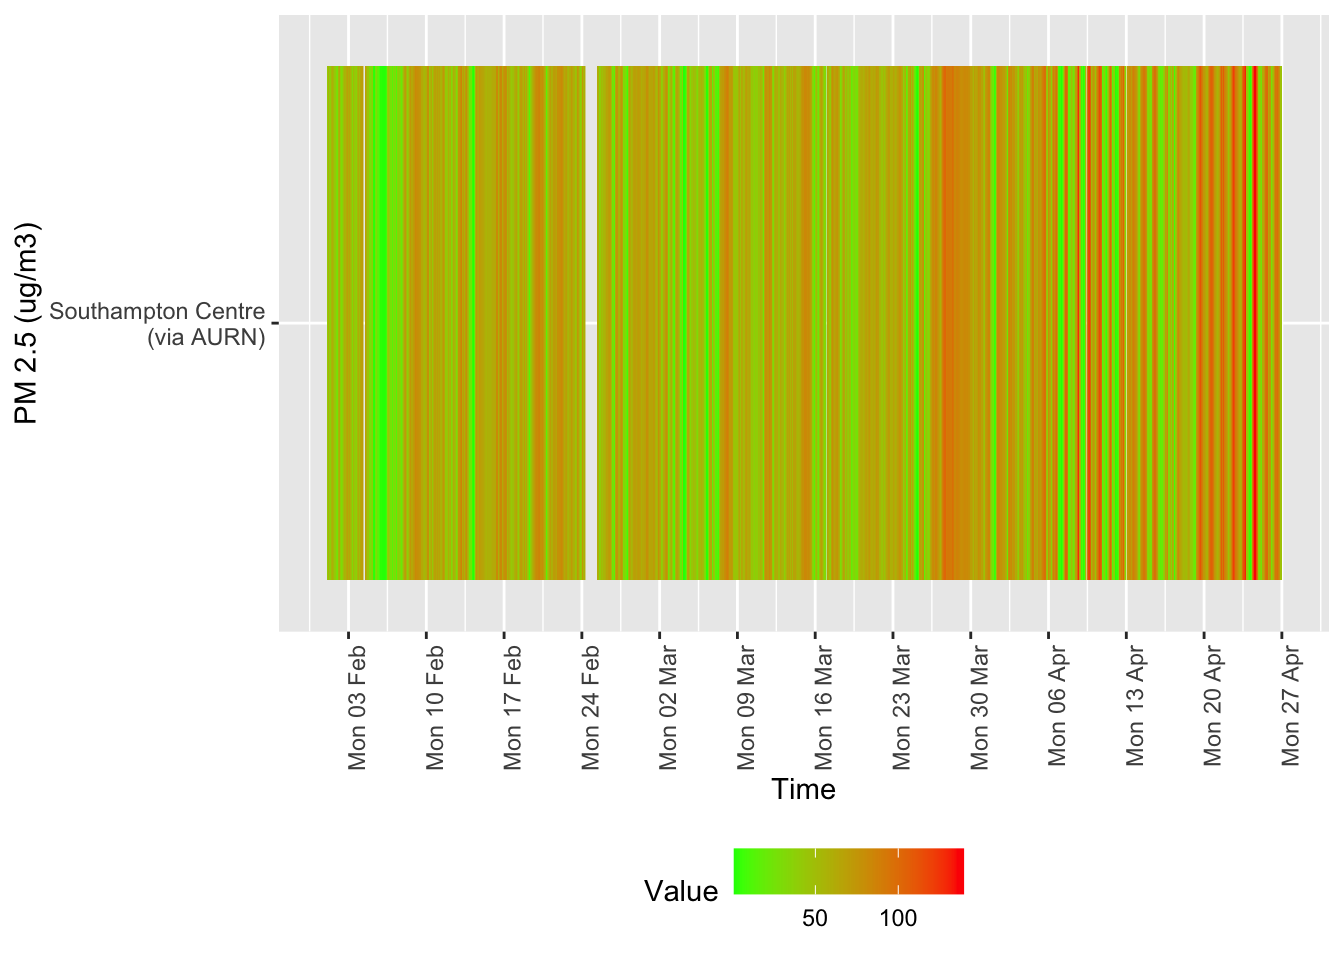 PM 2.5 (ug/m3)
Southampton Centre
(via AURN)
Mon 03 Feb
Mon 10 Feb
Mon 17 Feb
Mon 24 Feb
Mon 02 Mar
Mon 09 Mar
Mon 16 Mar
Mon 23 Mar
Mon 30 Mar
Mon 06 Apr
Mon 13 Apr
Mon 20 Apr
Mon 27 Apr
Time
Value
50
100